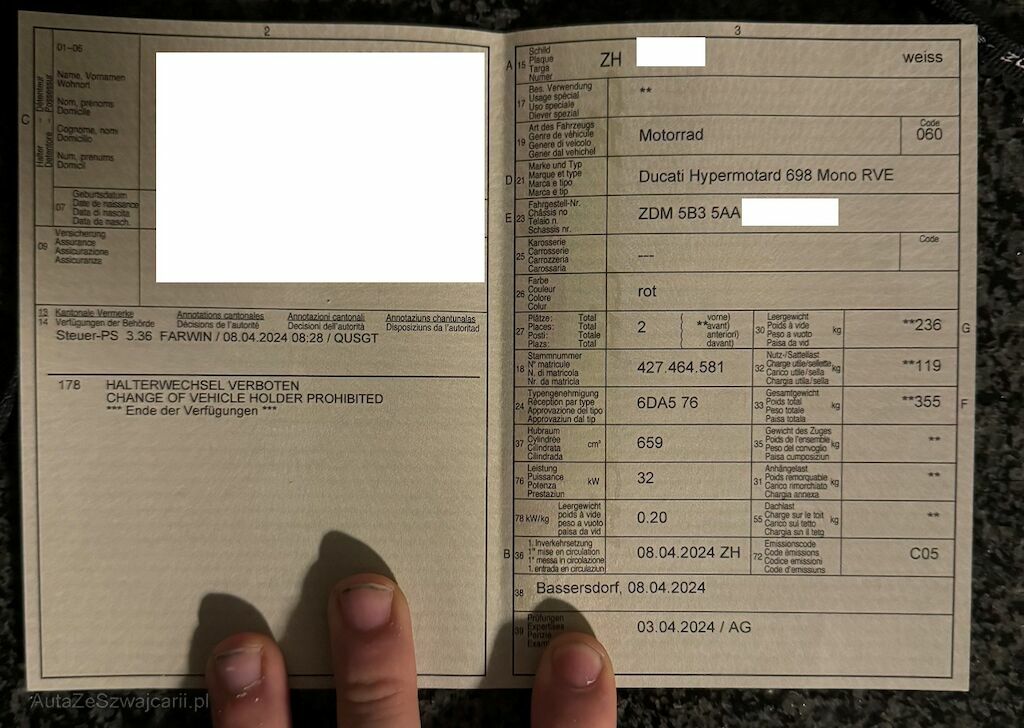 2
01-06
Name, Vornamen
Wohnort
Nom, prénoms
Domicile
Cognome, nomi
Domicilio
Num, prenums
Domicil
C
Halter Détenteur
Detentore Possessur
07
Geburtsdatum
Date de naissance
Data di nascita
Data da nasch.
09
Versicherung
Assurance
Assicurazione
Assicuranza
13 Kantonale Vermerke Annotations cantonales Annotazioni cantonali Annotaziuns chantunalas
14 Verfügungen der Behörde Décisions de l'autorité Decisioni dell'autorità Disposiziuns da l'autoritad
Steuer-PS 3.36 FARWIN / 08.04.2024 08:28 / QUSGT
178 HALTERWECHSEL VERBOTEN
CHANGE OF VEHICLE HOLDER PROHIBITED
*** Ende der Verfügungen ***
3
A 15
Schild
Plaque
Targa
Numer
ZH weiss
17
Bes. Verwendung
Usage spécial
Uso speciale
Diever spezial
**
19
Art des Fahrzeugs
Genre de véhicule
Genere di veicolo
Gener dal vehichel
Motorrad
Code
060
D 21
Marke und Typ
Marque et type
Marca e tipo
Marca e tip
Ducati Hypermotard 698 Mono RVE
E 23
Fahrgestell-Nr.
Châssis no
Telaio n.
Schassis nr.
ZDM 5B3 5AA
25
Karosserie
Carrosserie
Carrozzeria
Carossaria
---
Code
26
Farbe
Couleur
Colore
Colur
rot
27
Plätze: Total
Places: Total
Posti: Totale
Plazs: Total
2
( vorne)
( ** avant)
( anteriori)
( davant)
30
Leergewicht
Poids à vide
Peso a vuoto
Paisa da vid
kg
**236
G
18
Stammnummer
N° matricule
N. di matricola
Nr. da matricla
427.464.581
32
Nutz-/Sattellast
Charge utile/sellette
Carico utile/sella
Chargia utila/sella
kg
**119
24
Typengenehmigung
Réception par type
Approvazione del tipo
Approvaziun dal tip
6DA5 76
33
Gesamtgewicht
Poids total
Peso totale
Paisa totala
kg
**355
F
37
Hubraum
Cylindrée
Cilindrata
Cilindrada
cm³
659
35
Gewicht des Zuges
Poids de l'ensemble
Peso del convoglio
Paisa cumposiziun
kg
**
76
Leistung
Puissance
Potenza
Prestaziun
kW
32
31
Anhängelast
Poids remorquable
Carico rimorchiato
Chargia annexa
kg
**
78 kW/kg
Leergewicht
poids à vide
peso a vuoto
paisa da vid
0.20
55
Dachlast
Charge sur le toit
Carico sul tetto
Chargia sin il tetg
kg
**
B 36
1. Inverkehrsetzung
1re mise en circulation
1a messa in circolazione
1. entrada en circulaziun
08.04.2024 ZH
72
Emissionscode
Code émissions
Codice emissioni
Code d'emissiuns
C05
38
Bassersdorf, 08.04.2024
39
Prüfungen
Expertises
Perizie
03.04.2024 / AG
AutaZeSzwajcarii.pl